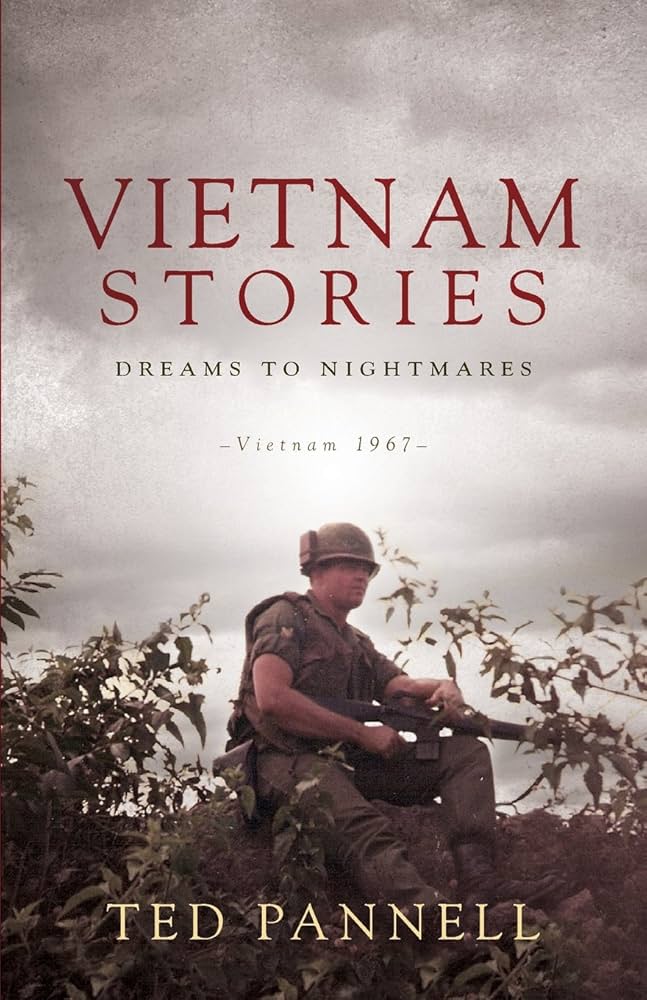 VIETNAM
STORIES
DREAMS TO NIGHTMARES
–Vietnam 1967–
TED PANNELL